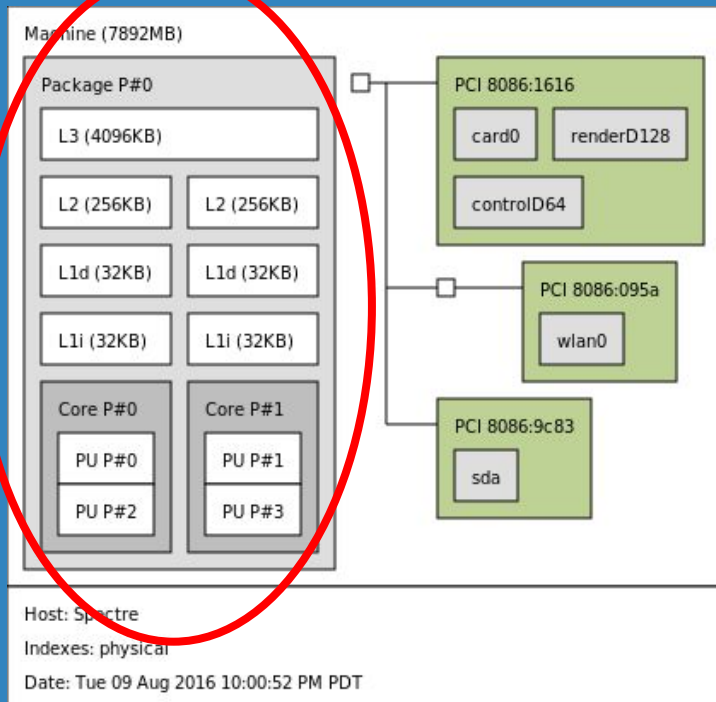 Machine (7892MB)
Package P#0
L3 (4096KB)
L2 (256KB) L2 (256KB)
L1d (32KB) L1d (32KB)
L1i (32KB) L1i (32KB)
Core P#0 Core P#1
PU P#0 PU P#1
PU P#2 PU P#3
PCI 8086:1616
card0 renderD128
controlD64
PCI 8086:095a
wlan0
PCI 8086:9c83
sda
Host: Spectre
Indexes: physical
Date: Tue 09 Aug 2016 10:00:52 PM PDT